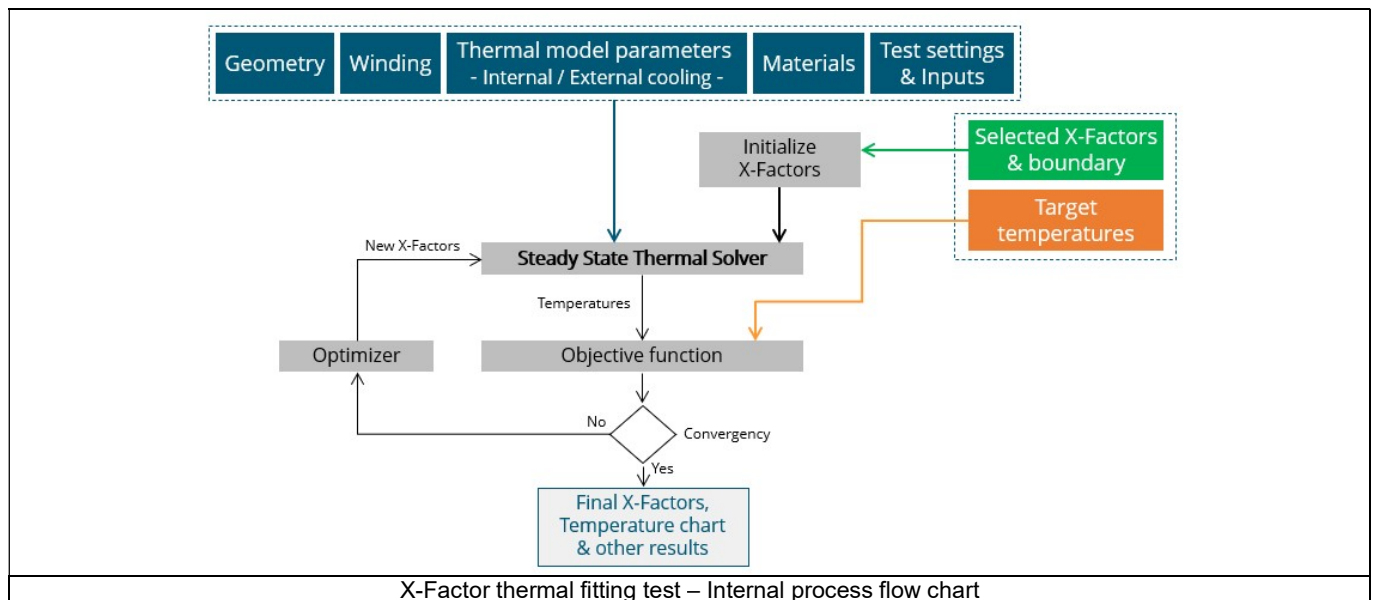 Geometry
Winding
Thermal model parameters
- Internal / External cooling -
Materials
Test settings
& Inputs
Initialize
X-Factors
Selected X-Factors
& boundary
Target
temperatures
New X-Factors
Steady State Thermal Solver
Temperatures
Optimizer
Objective function
No
Convergency
Yes
Final X-Factors,
Temperature chart
& other results
X-Factor thermal fitting test – Internal process flow chart